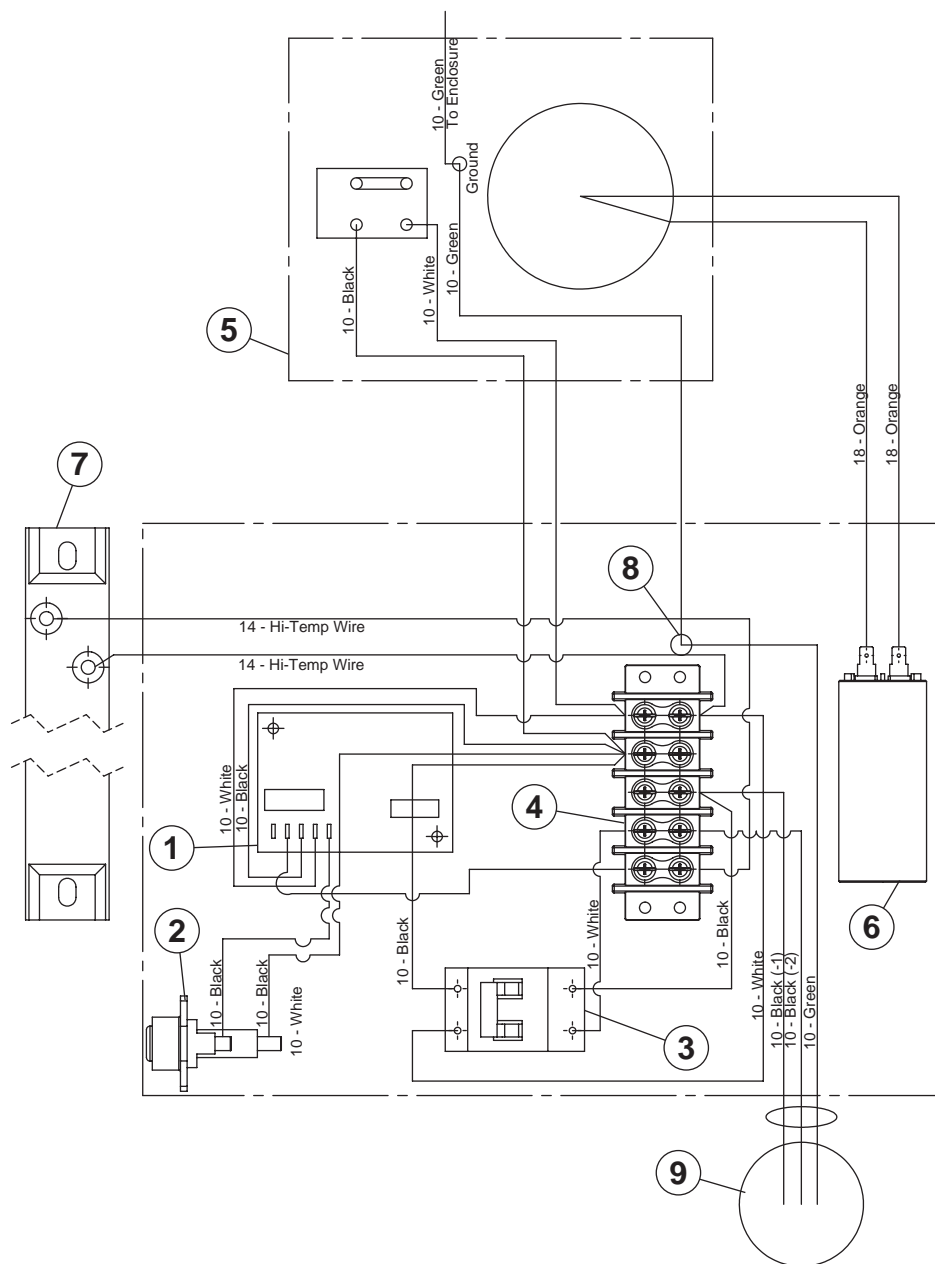 10 - Green
To Enclosure
Ground
10 - Black
10 - White
10 - Green
5
18 - Orange
18 - Orange
7
8
14 - Hi-Temp Wire
14 - Hi-Temp Wire
10 - White
10 - Black
4
1
6
2
10 - Black
10 - White
10 - Black
10 - Black
10 - Black
10 - White
10 - White
10 - Black (-1)
10 - Black (-2)
10 - Green
3
9